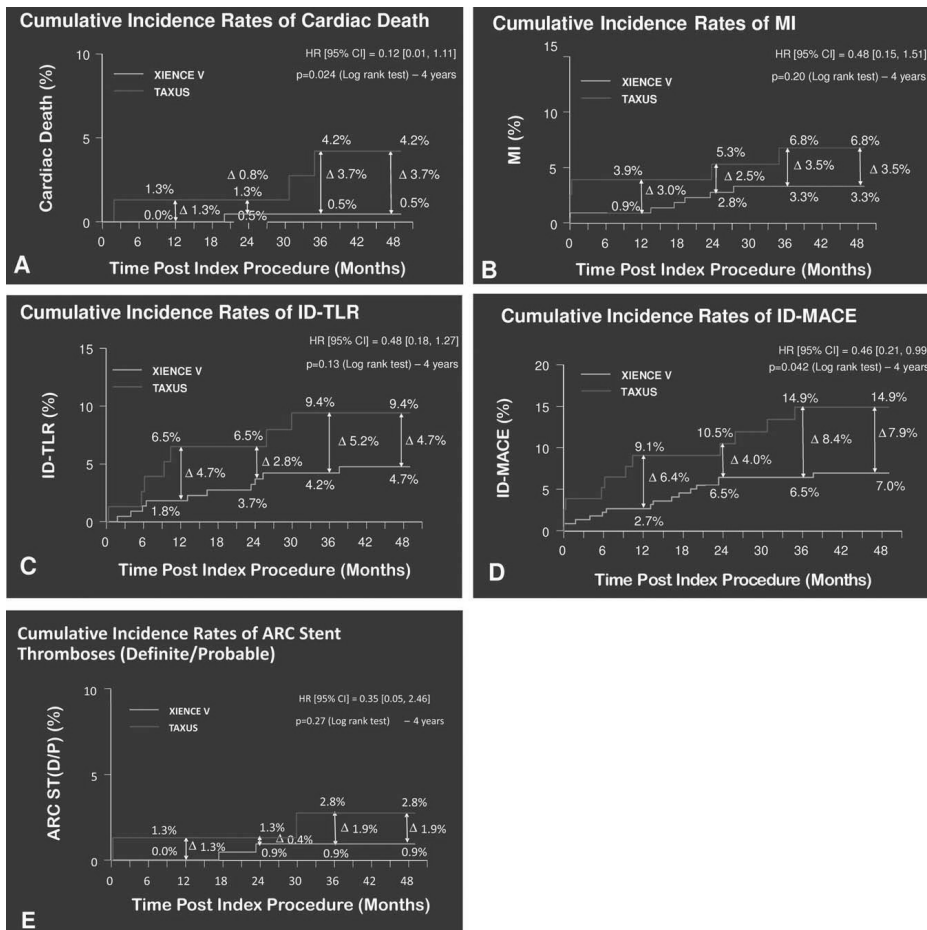 Cumulative Incidence Rates of Cardiac Death
HR [95% CI] = 0.12 [0.01, 1.11]
p=0.024 (Log rank test) – 4 years
XIENCE V
TAXUS
Cardiac Death (%)
10
5
0
4.2%
4.2%
Δ 0.8%
1.3%
1.3%
Δ 3.7%
Δ 3.7%
0.0%
Δ 1.3%
0.5%
0.5%
0.5%
0 6 12 18 24 30 36 42 48
Time Post Index Procedure (Months)
A
Cumulative Incidence Rates of MI
HR [95% CI] = 0.48 [0.15, 1.51]
p=0.20 (Log rank test) – 4 years
XIENCE V
TAXUS
MI (%)
15
10
5
0
3.9%
5.3%
6.8%
6.8%
Δ 3.0%
Δ 2.5%
Δ 3.5%
Δ 3.5%
0.9%
2.8%
3.3%
3.3%
0 6 12 18 24 30 36 42 48
Time Post Index Procedure (Months)
B
Cumulative Incidence Rates of ID-TLR
HR [95% CI] = 0.48 [0.18, 1.27]
p=0.13 (Log rank test) – 4 years
XIENCE V
TAXUS
ID-TLR (%)
15
10
5
0
6.5%
6.5%
9.4%
9.4%
Δ 4.7%
Δ 2.8%
Δ 5.2%
Δ 4.7%
1.8%
3.7%
4.2%
4.7%
0 6 12 18 24 30 36 42 48
Time Post Index Procedure (Months)
C
Cumulative Incidence Rates of ID-MACE
HR [95% CI] = 0.46 [0.21, 0.99
p=0.042 (Log rank test) – 4 years
XIENCE V
TAXUS
ID-MACE (%)
20
15
10
5
0
9.1%
10.5%
14.9%
14.9%
Δ 6.4%
Δ 4.0%
Δ 8.4%
Δ 7.9%
2.7%
6.5%
6.5%
7.0%
0 6 12 18 24 30 36 42 48
Time Post Index Procedure (Months)
D
Cumulative Incidence Rates of ARC Stent
Thromboses (Definite/Probable)
HR [95% CI] = 0.35 [0.05, 2.46]
p=0.27 (Log rank test) – 4 years
XIENCE V
TAXUS
ARC ST(D/P) (%)
10
5
0
1.3%
1.3%
2.8%
2.8%
Δ 1.3%
Δ 0.4%
Δ 1.9%
Δ 1.9%
0.0%
0.9%
0.9%
0.9%
0 6 12 18 24 30 36 42 48
Time Post Index Procedure (Months)
E